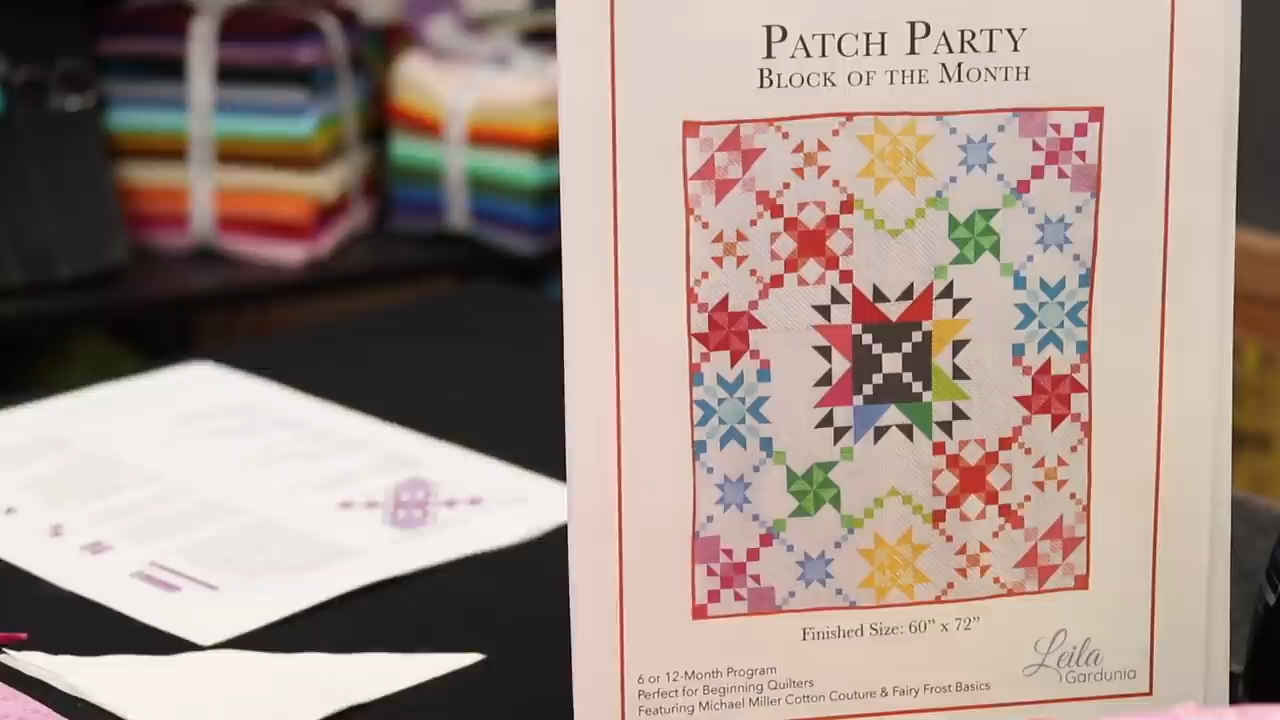 PATCH PARTY
BLOCK OF THE MONTH
Finished Size: 60" x 72"
Leila
Gardunia
6 or 12-Month Program
Perfect for Beginning Quilters
Featuring Michael Miller Cotton Couture & Fairy Frost Basics